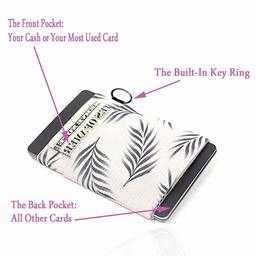 The Front Pocket:
Your Cash or Your Most Used Card
The Built-In Key Ring
The Back Pocket:
All Other Cards